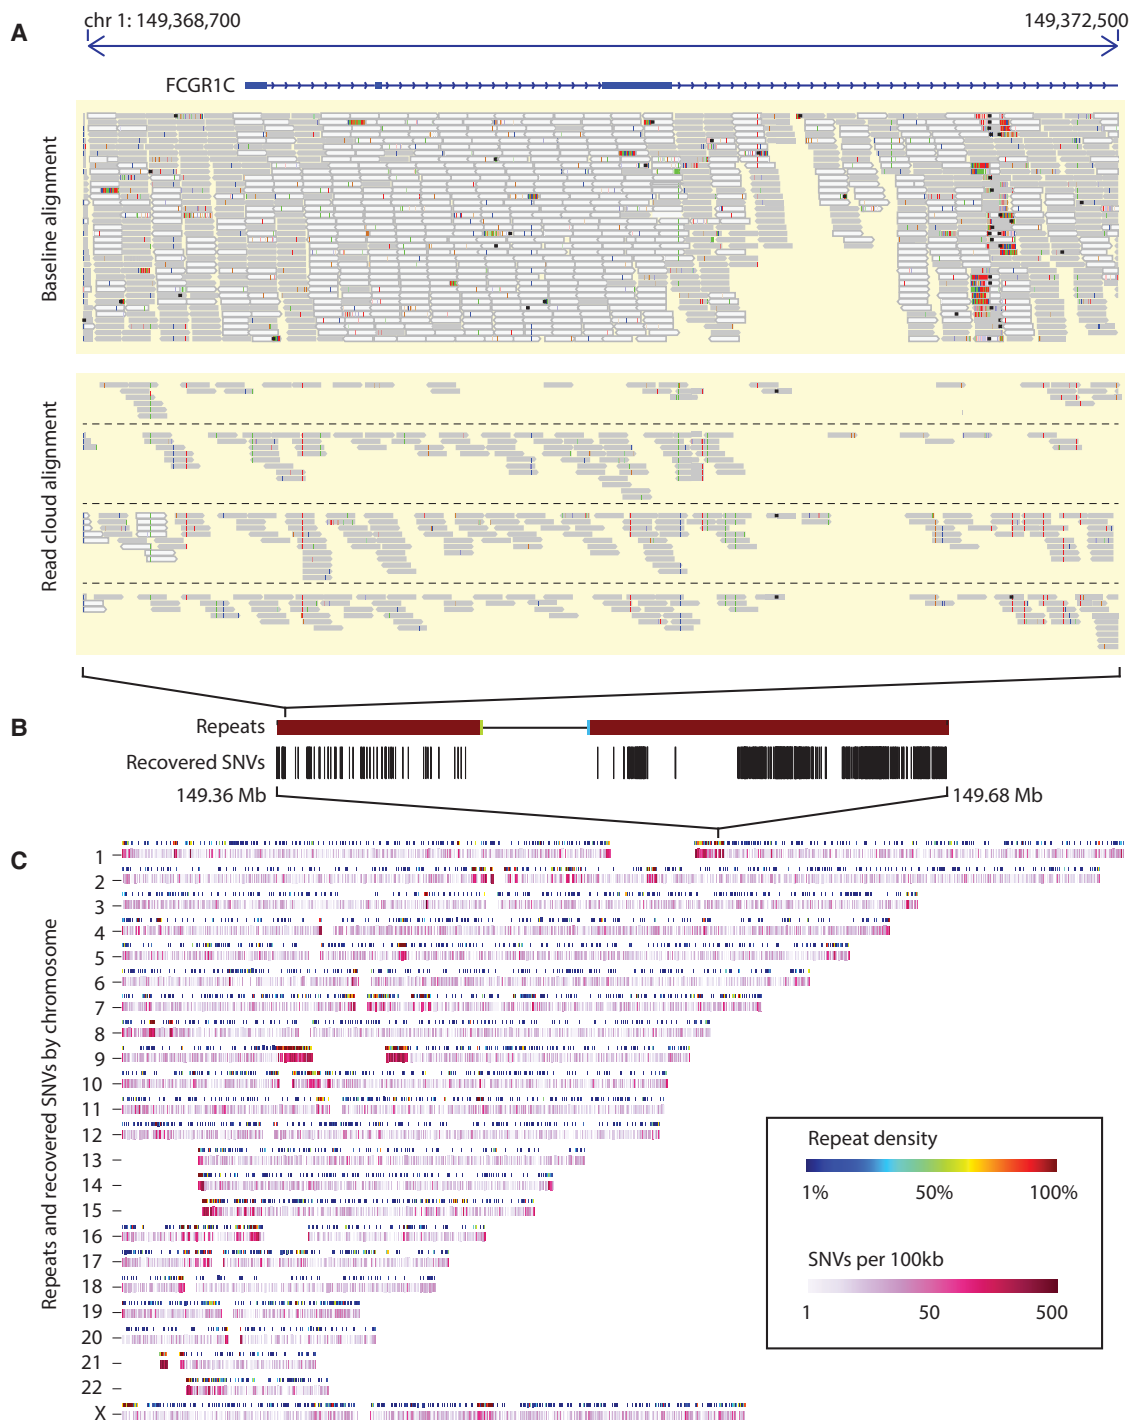 A
chr 1: 149,368,700
149,372,500
FCGR1C
Baseline alignment
Read cloud alignment
B
Repeats
Recovered SNVs
149.36 Mb
149.68 Mb
C
Repeats and recovered SNVs by chromosome
1
2
3
4
5
6
7
8
9
10
11
12
13
14
15
16
17
18
19
20
21
22
X
Repeat density
1% 50% 100%
SNVs per 100kb
1 50 500